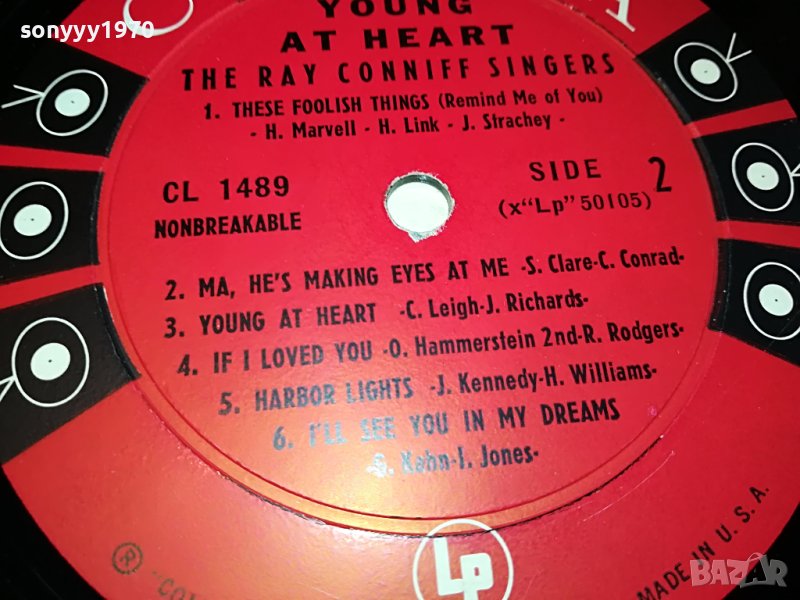 sonyyy1970
YOUNG
AT HEART
THE RAY CONNIFF SINGERS
1. THESE FOOLISH THINGS (Remind Me of You)
- H. Marvell - H. Link - J. Strachey -
CL 1489
NONBREAKABLE
SIDE 2
(x"Lp" 50105)
2. MA, HE'S MAKING EYES AT ME -S. Clare-C. Conrad-
3. YOUNG AT HEART -C. Leigh-J. Richards-
4. IF I LOVED YOU -O. Hammerstein 2nd-R. Rodgers-
5. HARBOR LIGHTS -J. Kennedy-H. Williams-
6. I'LL SEE YOU IN MY DREAMS
-G. Kahn-I. Jones-
®
Lp
MADE IN U.S.A.
BAZAR